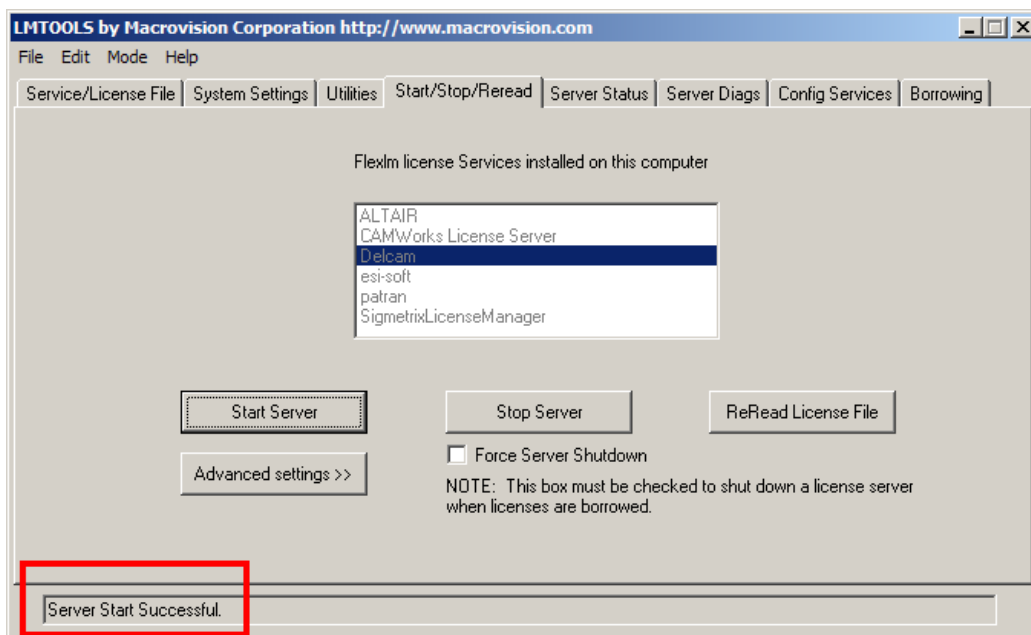 LMTOOLS by Macrovision Corporation http://www.macrovision.com
File Edit Mode Help
Service/License File System Settings Utilities Start/Stop/Reread Server Status Server Diags Config Services Borrowing
Flexlm license Services installed on this computer
ALTAIR
CAMWorks License Server
Delcam
esi-soft
patran
SigmetrixLicenseManager
Start Server Stop Server ReRead License File
Force Server Shutdown
Advanced settings >>
NOTE: This box must be checked to shut down a license server
when licenses are borrowed.
Server Start Successful.